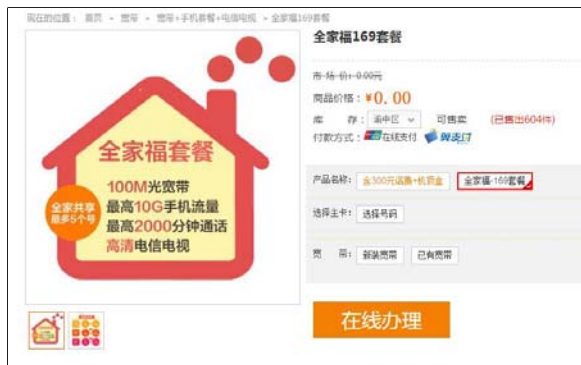 现在的位置： 首页 > 宽带 > 宽带+手机套餐+电信电视 > 全家福169套餐
全家福169套餐
市 场 价：0.00元
商品价格：¥0.00
库 存： 渝中区 可售卖 (已售出604件)
付款方式： 在线支付 翼支付
全家福套餐
100M光宽带
最高10G手机流量
最高2000分钟通话
高清电信电视
全家共享
最多5个号
产品名称： 含300元话费+机顶盒 全家福-169套餐
选择主卡： 选择号码
宽 带： 新装宽带 已有宽带
在线办理